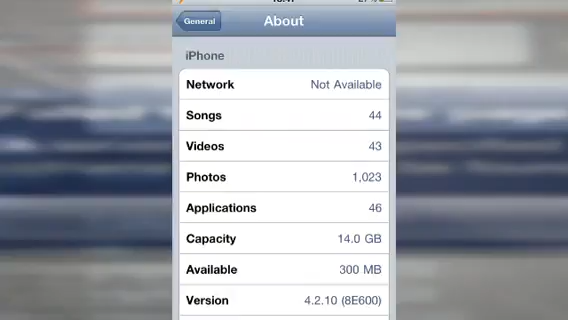 General
About
iPhone
Network Not Available
Songs 44
Videos 43
Photos 1,023
Applications 46
Capacity 14.0 GB
Available 300 MB
Version 4.2.10 (8E600)